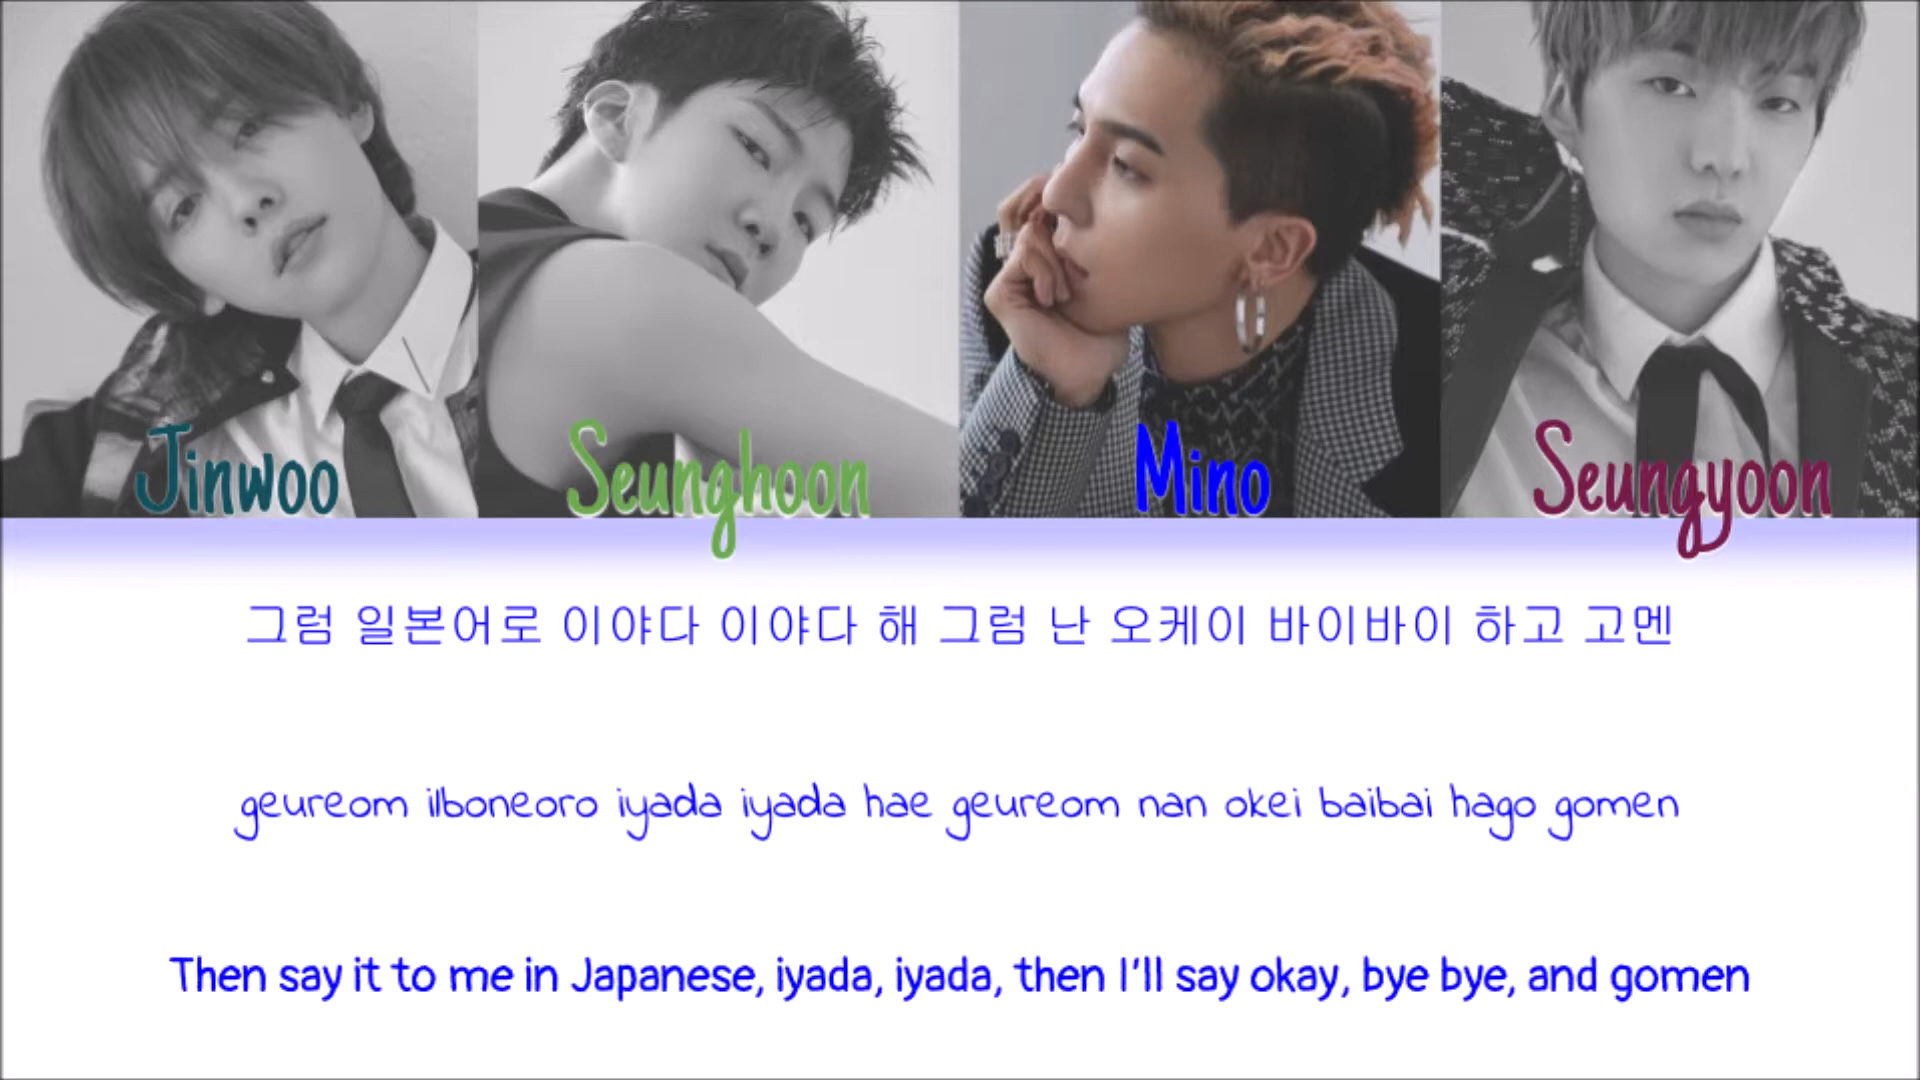 Jinwoo
Seunghoon
Mino
Seungyoon
그럼 일본어로 이야다 이야다 해 그럼 난 오케이 바이바이 하고 고멘
geureom ilboneoro iyada iyada hae geureom nan okei baibai hago gomen
Then say it to me in Japanese, iyada, iyada, then I'll say okay, bye bye, and gomen